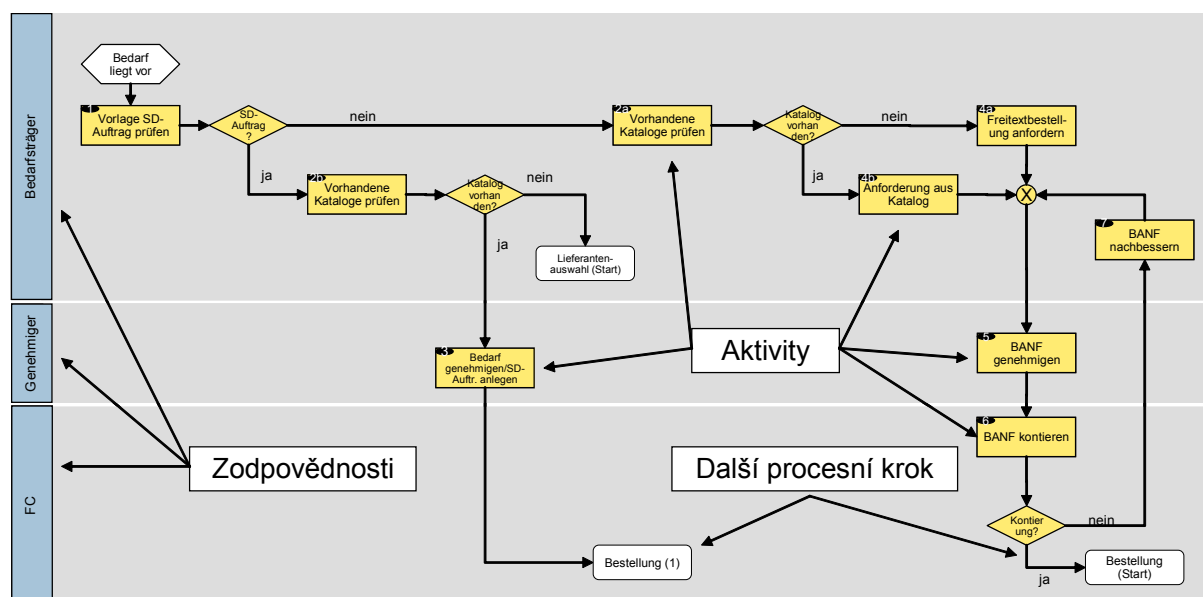 Bedarfsträger
Genehmiger
FC
Bedarf
liegt vor
1
Vorlage SD-
Auftrag prüfen
SD-
Auftrag
?
nein
ja
2a
Vorhandene
Kataloge prüfen
Katalog
vorhan
den?
nein
ja
4a
Freitextbestell-
ung anfordern
2b
Vorhandene
Kataloge prüfen
Katalog
vorhan
den?
nein
ja
4b
Anforderung aus
Katalog
X
7
BANF
nachbessern
Lieferanten-
auswahl (Start)
3
Bedarf
genehmigen/SD-
Auftr. anlegen
Aktivity
5
BANF
genehmigen
6
BANF kontieren
Zodpovědnosti
Další procesní krok
Kontier
ung?
nein
ja
Bestellung (1)
Bestellung
(Start)